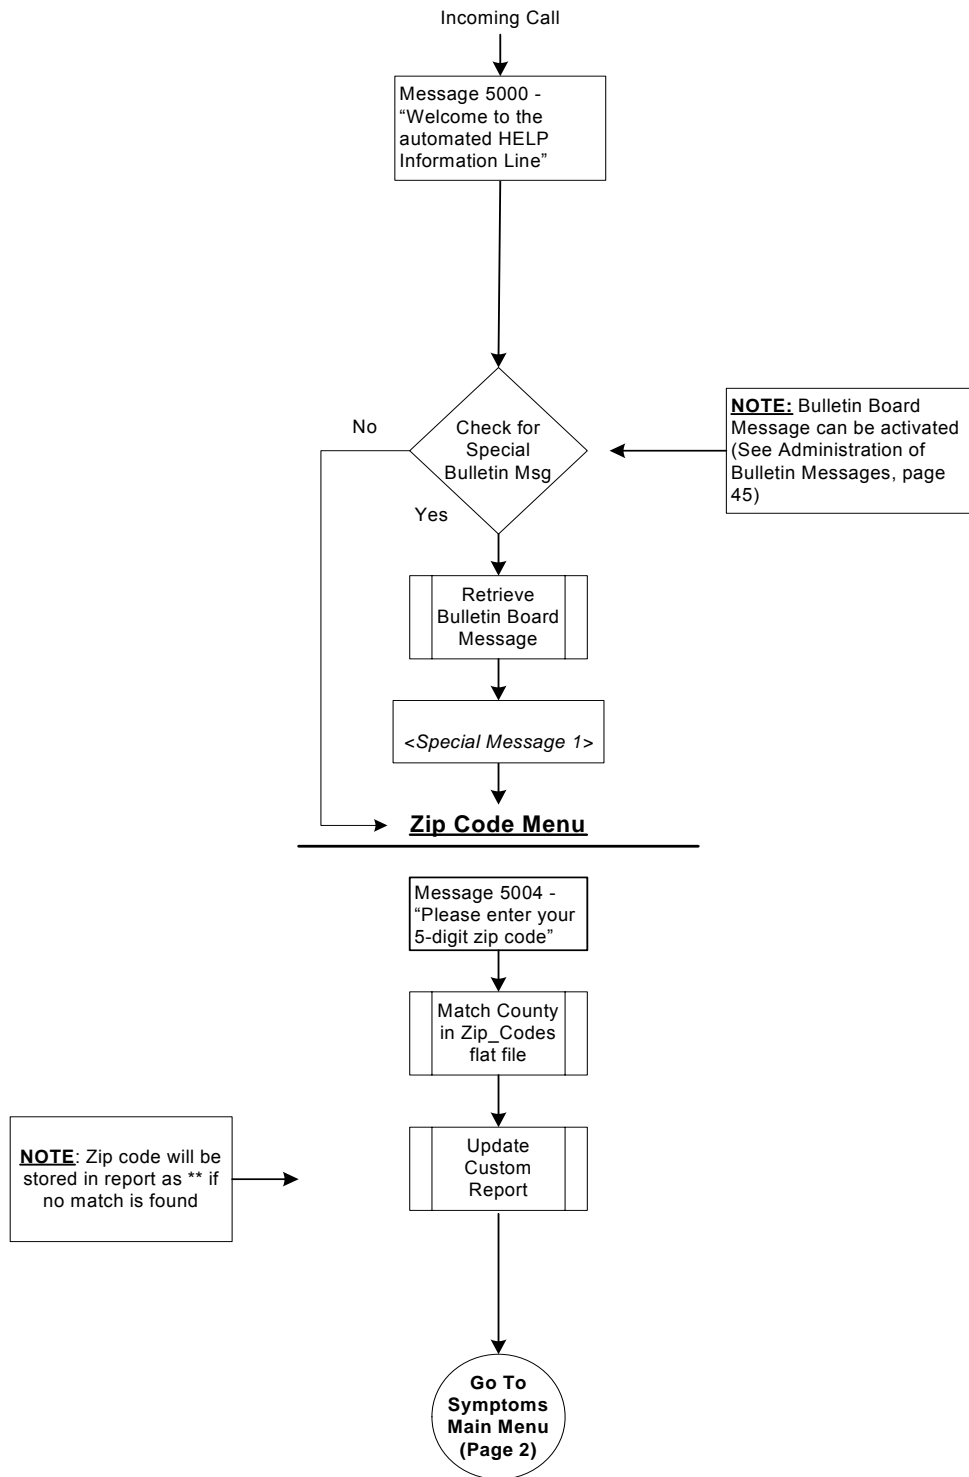 Incoming Call
Message 5000 -
“Welcome to the
automated HELP
Information Line”
No
Check for
Special
Bulletin Msg
Yes
NOTE: Bulletin Board
Message can be activated
(See Administration of
Bulletin Messages, page
45)
Retrieve
Bulletin Board
Message
<Special Message 1>
Zip Code Menu
Message 5004 -
“Please enter your
5-digit zip code”
Match County
in Zip_Codes
flat file
NOTE: Zip code will be
stored in report as ** if
no match is found
Update
Custom
Report
Go To
Symptoms
Main Menu
(Page 2)